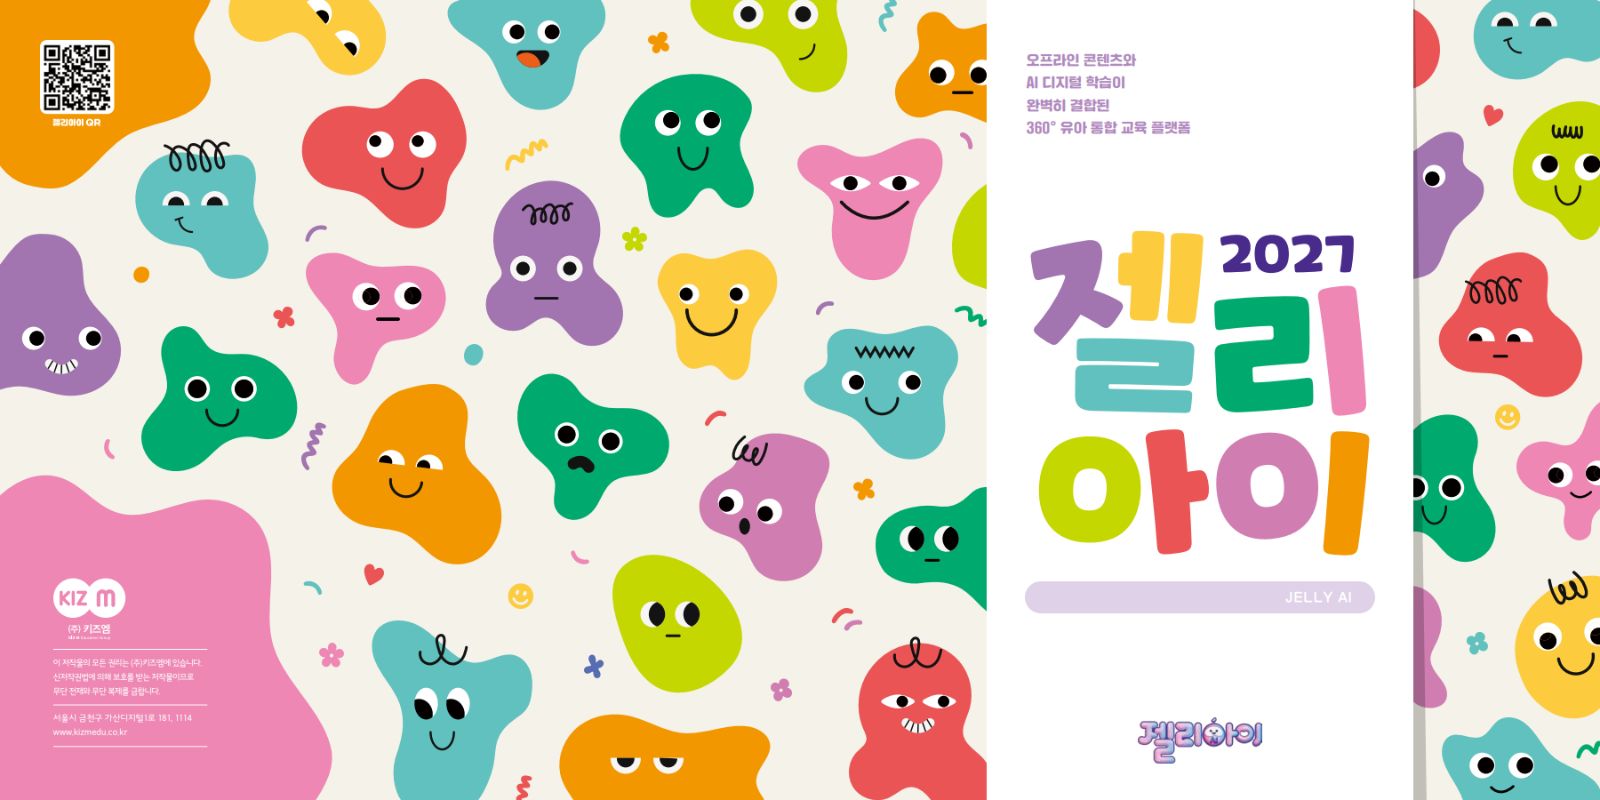 젤리아이 QR
KIZ M
(주) 키즈엠
이 저작물의 모든 권리는 (주)키즈엠에 있습니다.
신저작권법에 의해 보호를 받는 저작물이므로
무단 전재와 무단 복제를 금합니다.
서울시 금천구 가산디지털1로 181, 1114
www.kizmedu.co.kr
오프라인 콘텐츠와
AI 디지털 학습이
완벽히 결합된
360° 유아 통합 교육 플랫폼
2027
젤리
아이
JELLY AI
젤리아이